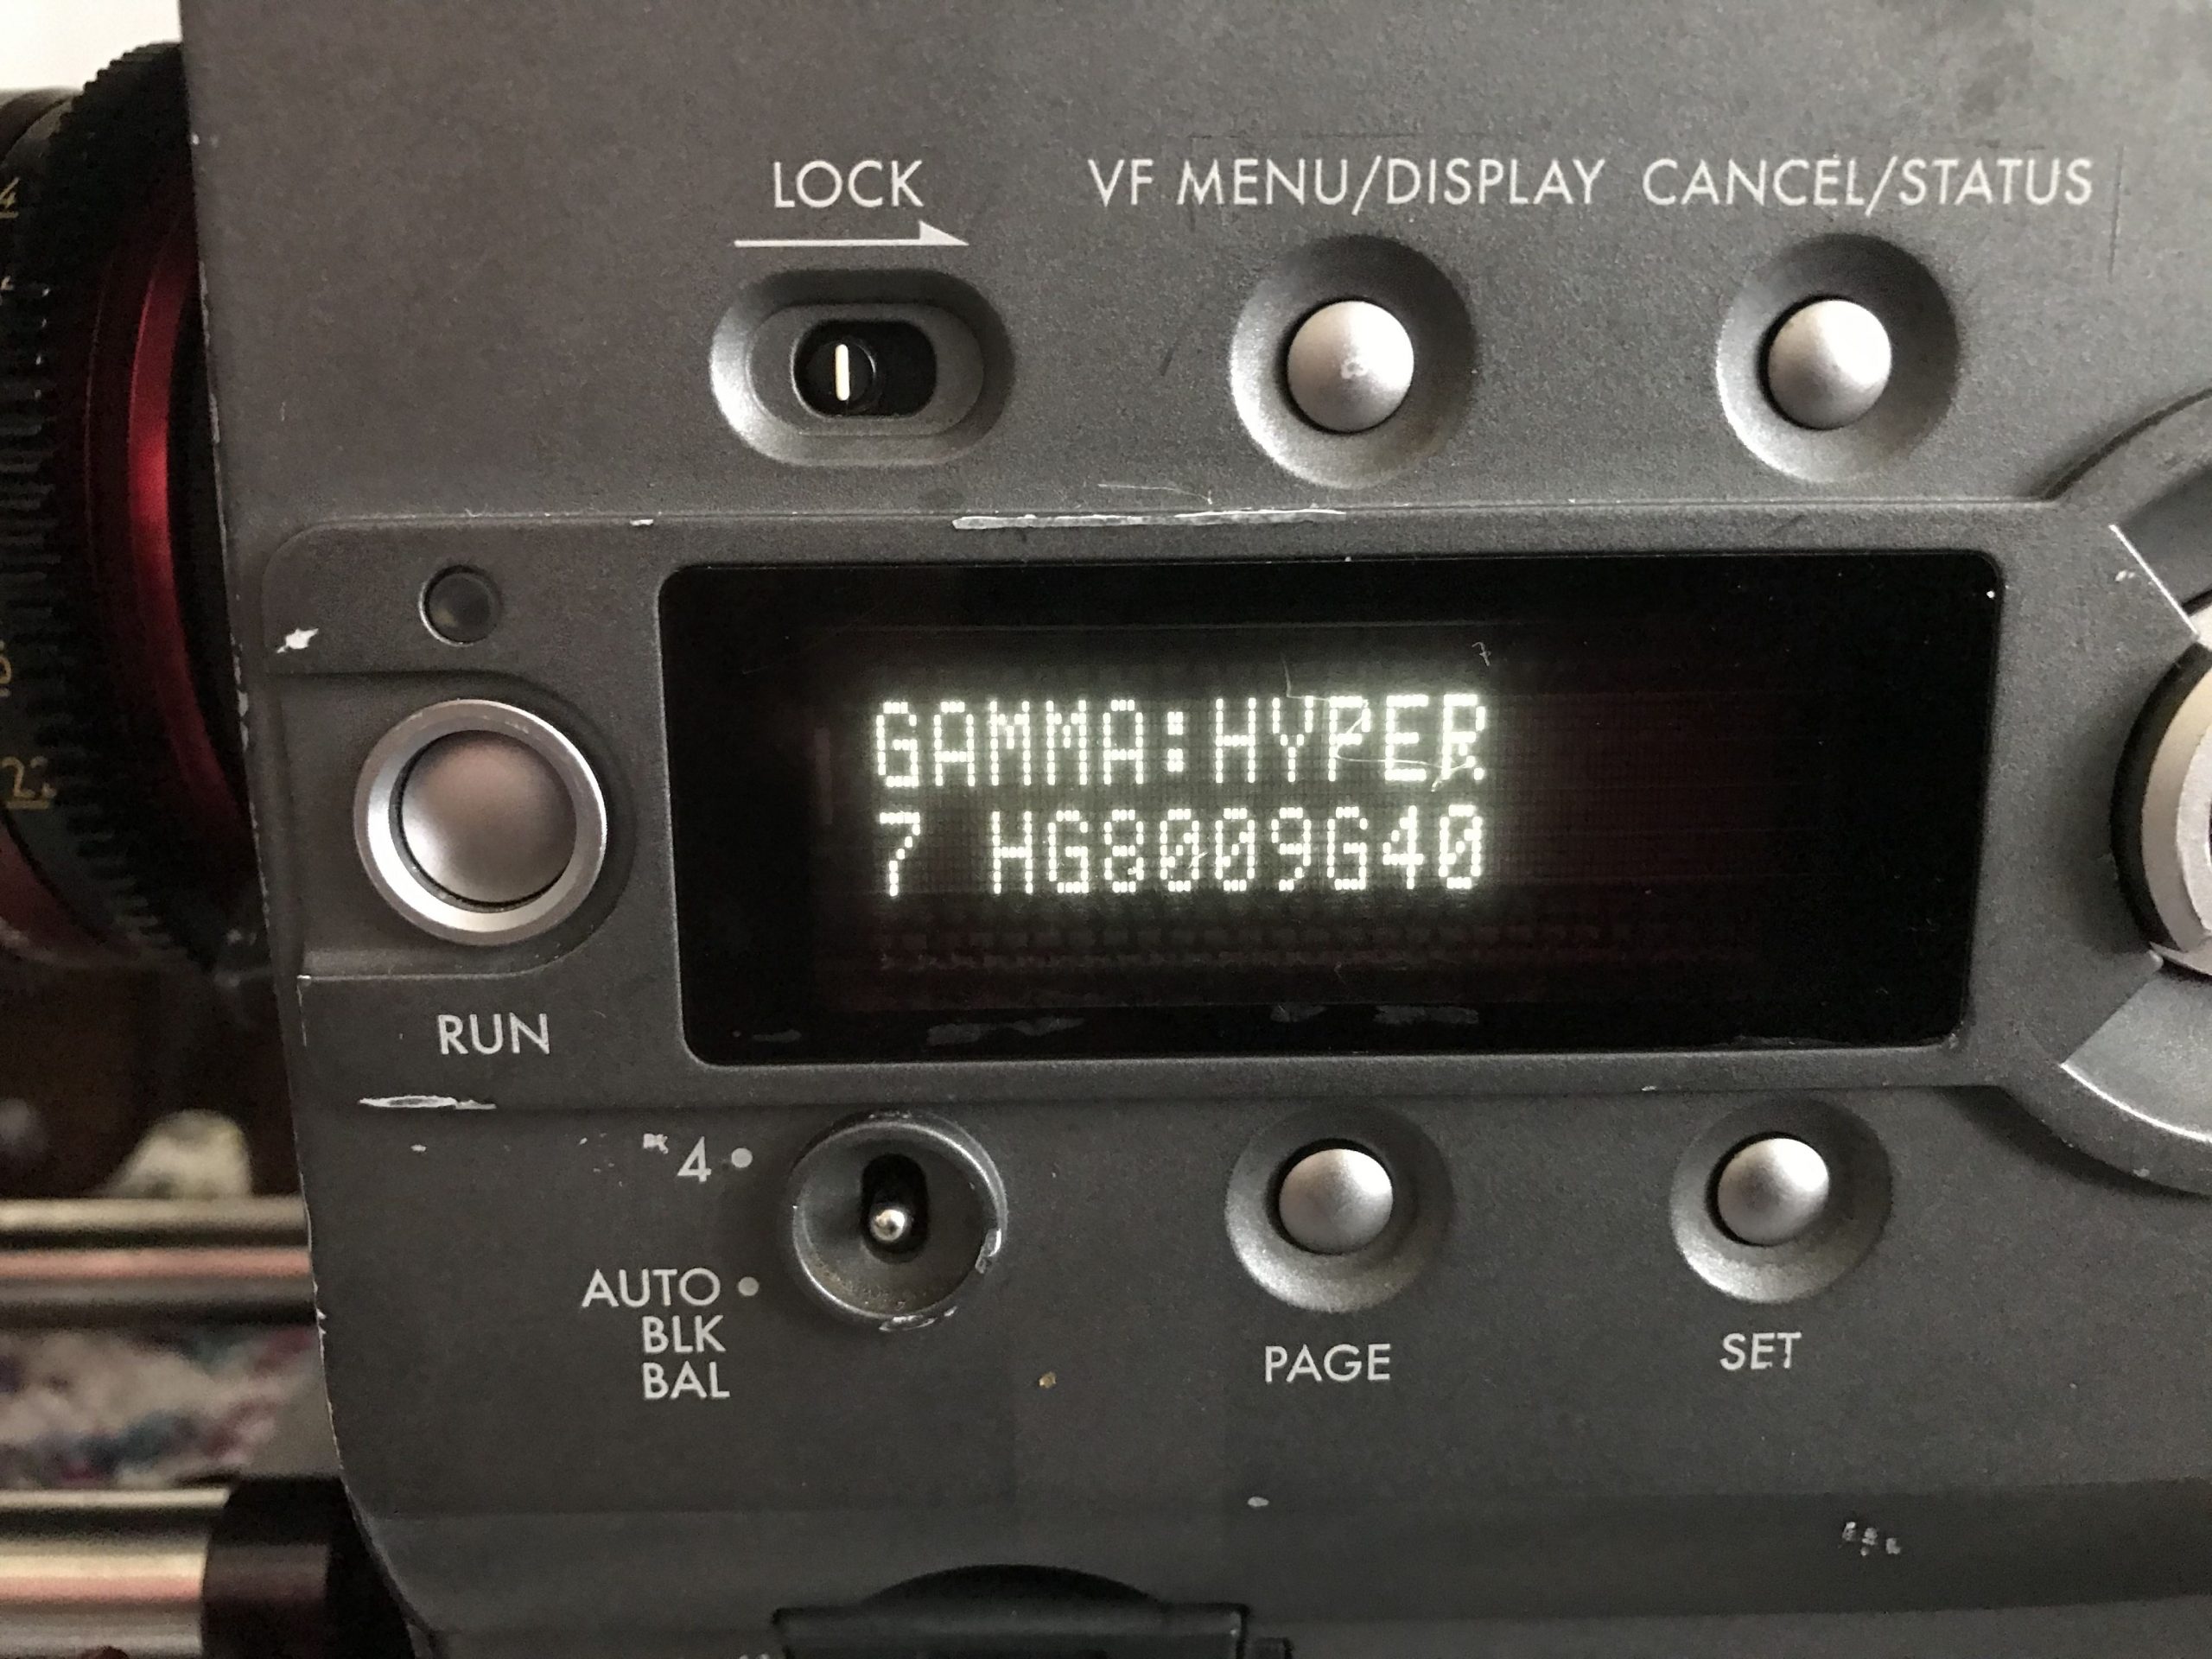 LOCK
VF MENU/DISPLAY
CANCEL/STATUS
GAMMA:HYPER
7 HG8009G40
RUN
4
AUTO
BLK
BAL
PAGE
SET